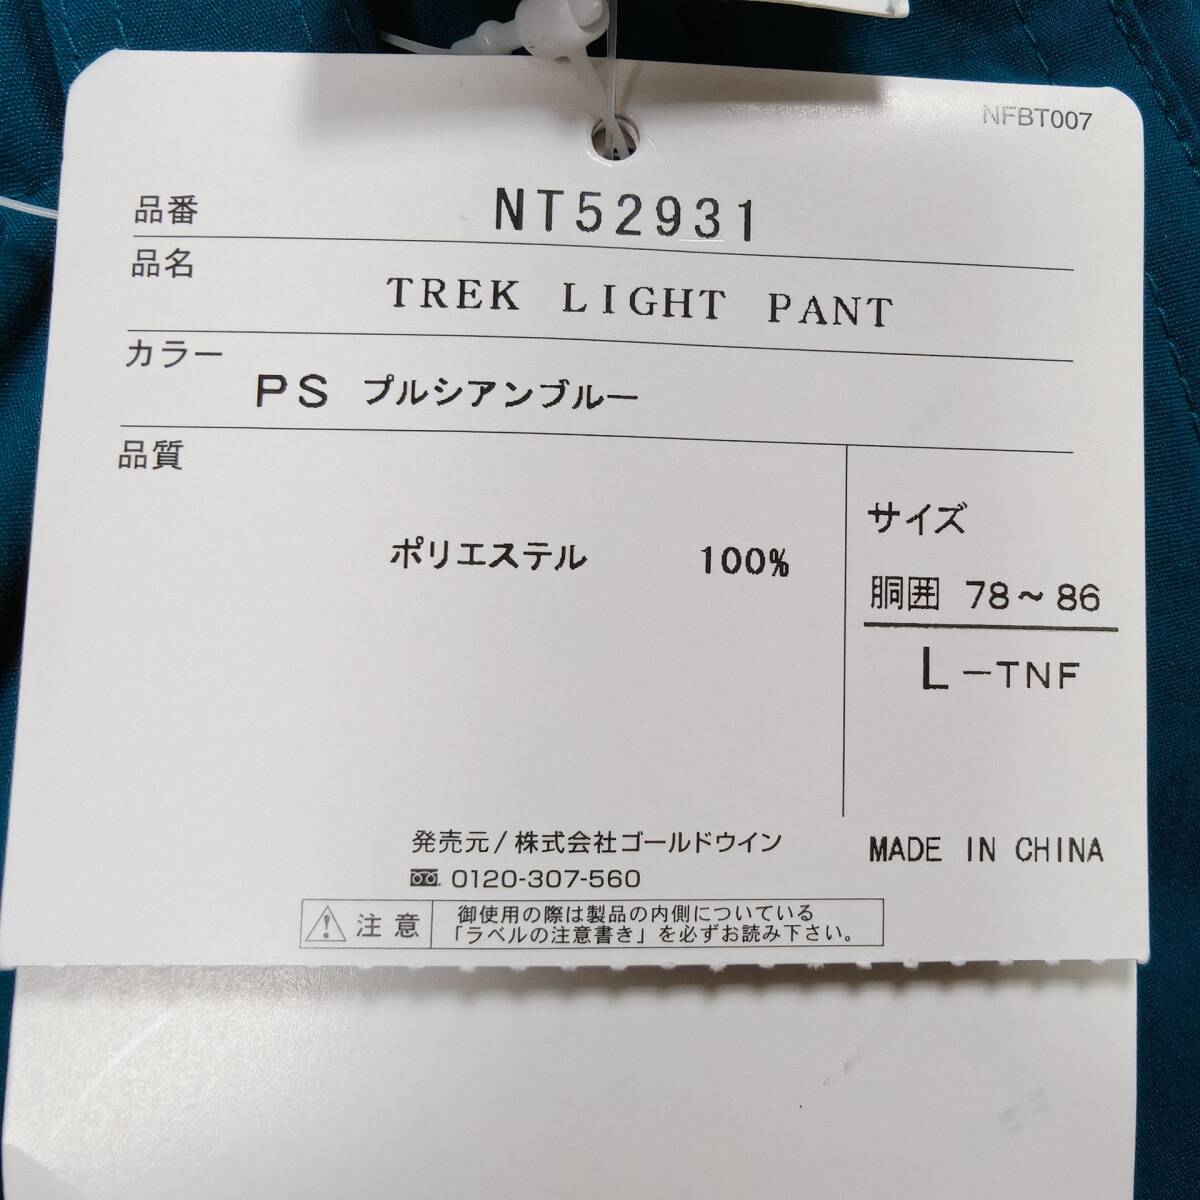 NFBT007
品番 NT52931
品名
TREK LIGHT PANT
カラー
PS プルシアンブルー
品質
サイズ
ポリエステル 100%
胴囲 78~86
L-TNF
発売元/株式会社ゴールドウイン
MADE IN CHINA
0120-307-560
注意
御使用の際は製品の内側についている
「ラベルの注意書き」を必ずお読み下さい。